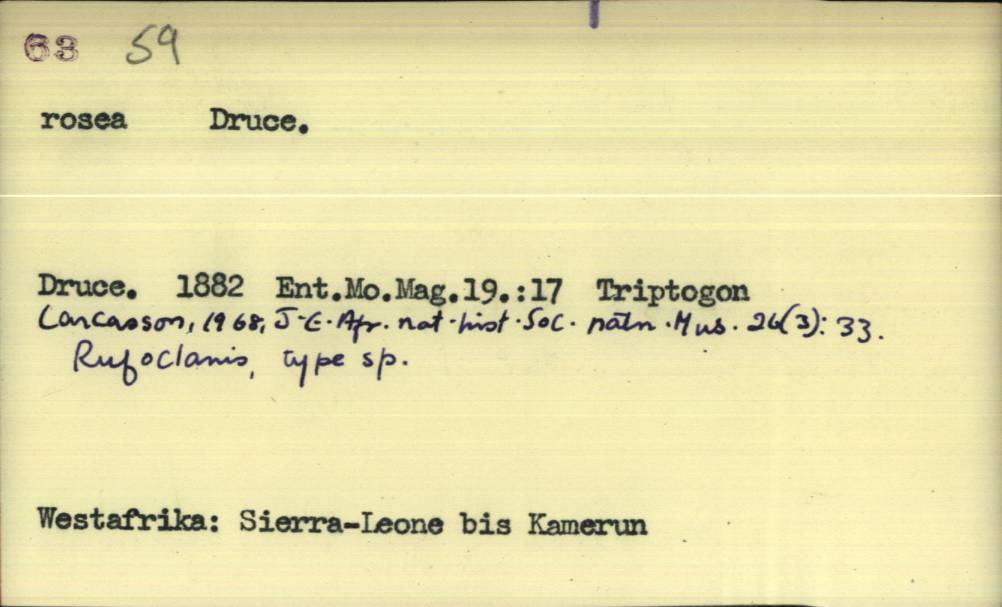 63 59
rosea Druce.
Druce. 1882 Ent.Mo.Mag.19.:17 Triptogon
Carcasson, 1968, J-E-Afr. nat-hist-Soc. natn. Mus. 26(3): 33.
Rufoclanis, type sp.
Westafrika: Sierra-Leone bis Kamerun